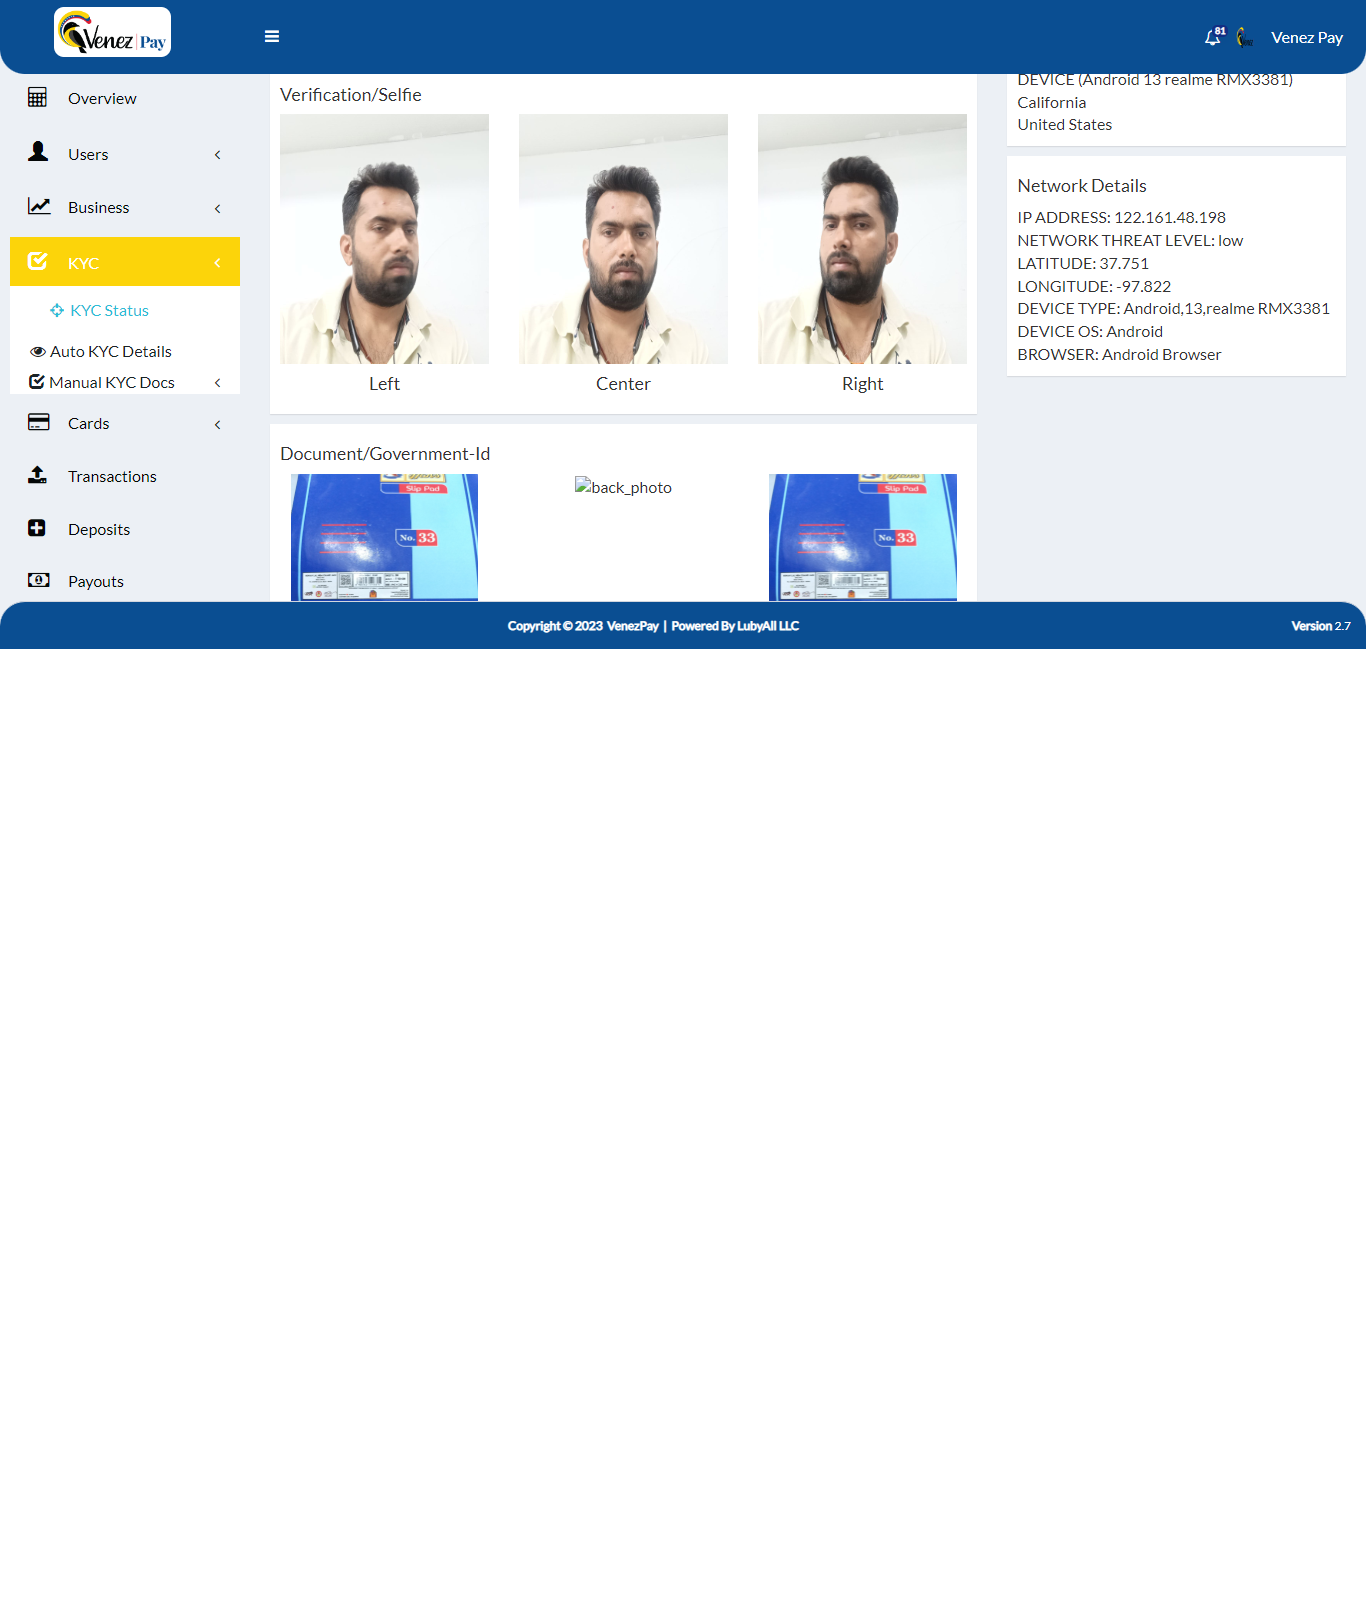 Venez Pay
81
Venez Pay
Overview
Users
Business
KYC
KYC Status
Auto KYC Details
Manual KYC Docs
Cards
Transactions
Deposits
Payouts
Verification/Selfie
Left
Center
Right
Document/Government-Id
Slip Pad
No. 33
back_photo
Slip Pad
No. 33
DEVICE (Android 13 realme RMX3381)
California
United States
Network Details
IP ADDRESS: 122.161.48.198
NETWORK THREAT LEVEL: low
LATITUDE: 37.751
LONGITUDE: -97.822
DEVICE TYPE: Android,13,realme RMX3381
DEVICE OS: Android
BROWSER: Android Browser
Copyright © 2023 VenezPay | Powered By LubyAll LLC
Version 2.7